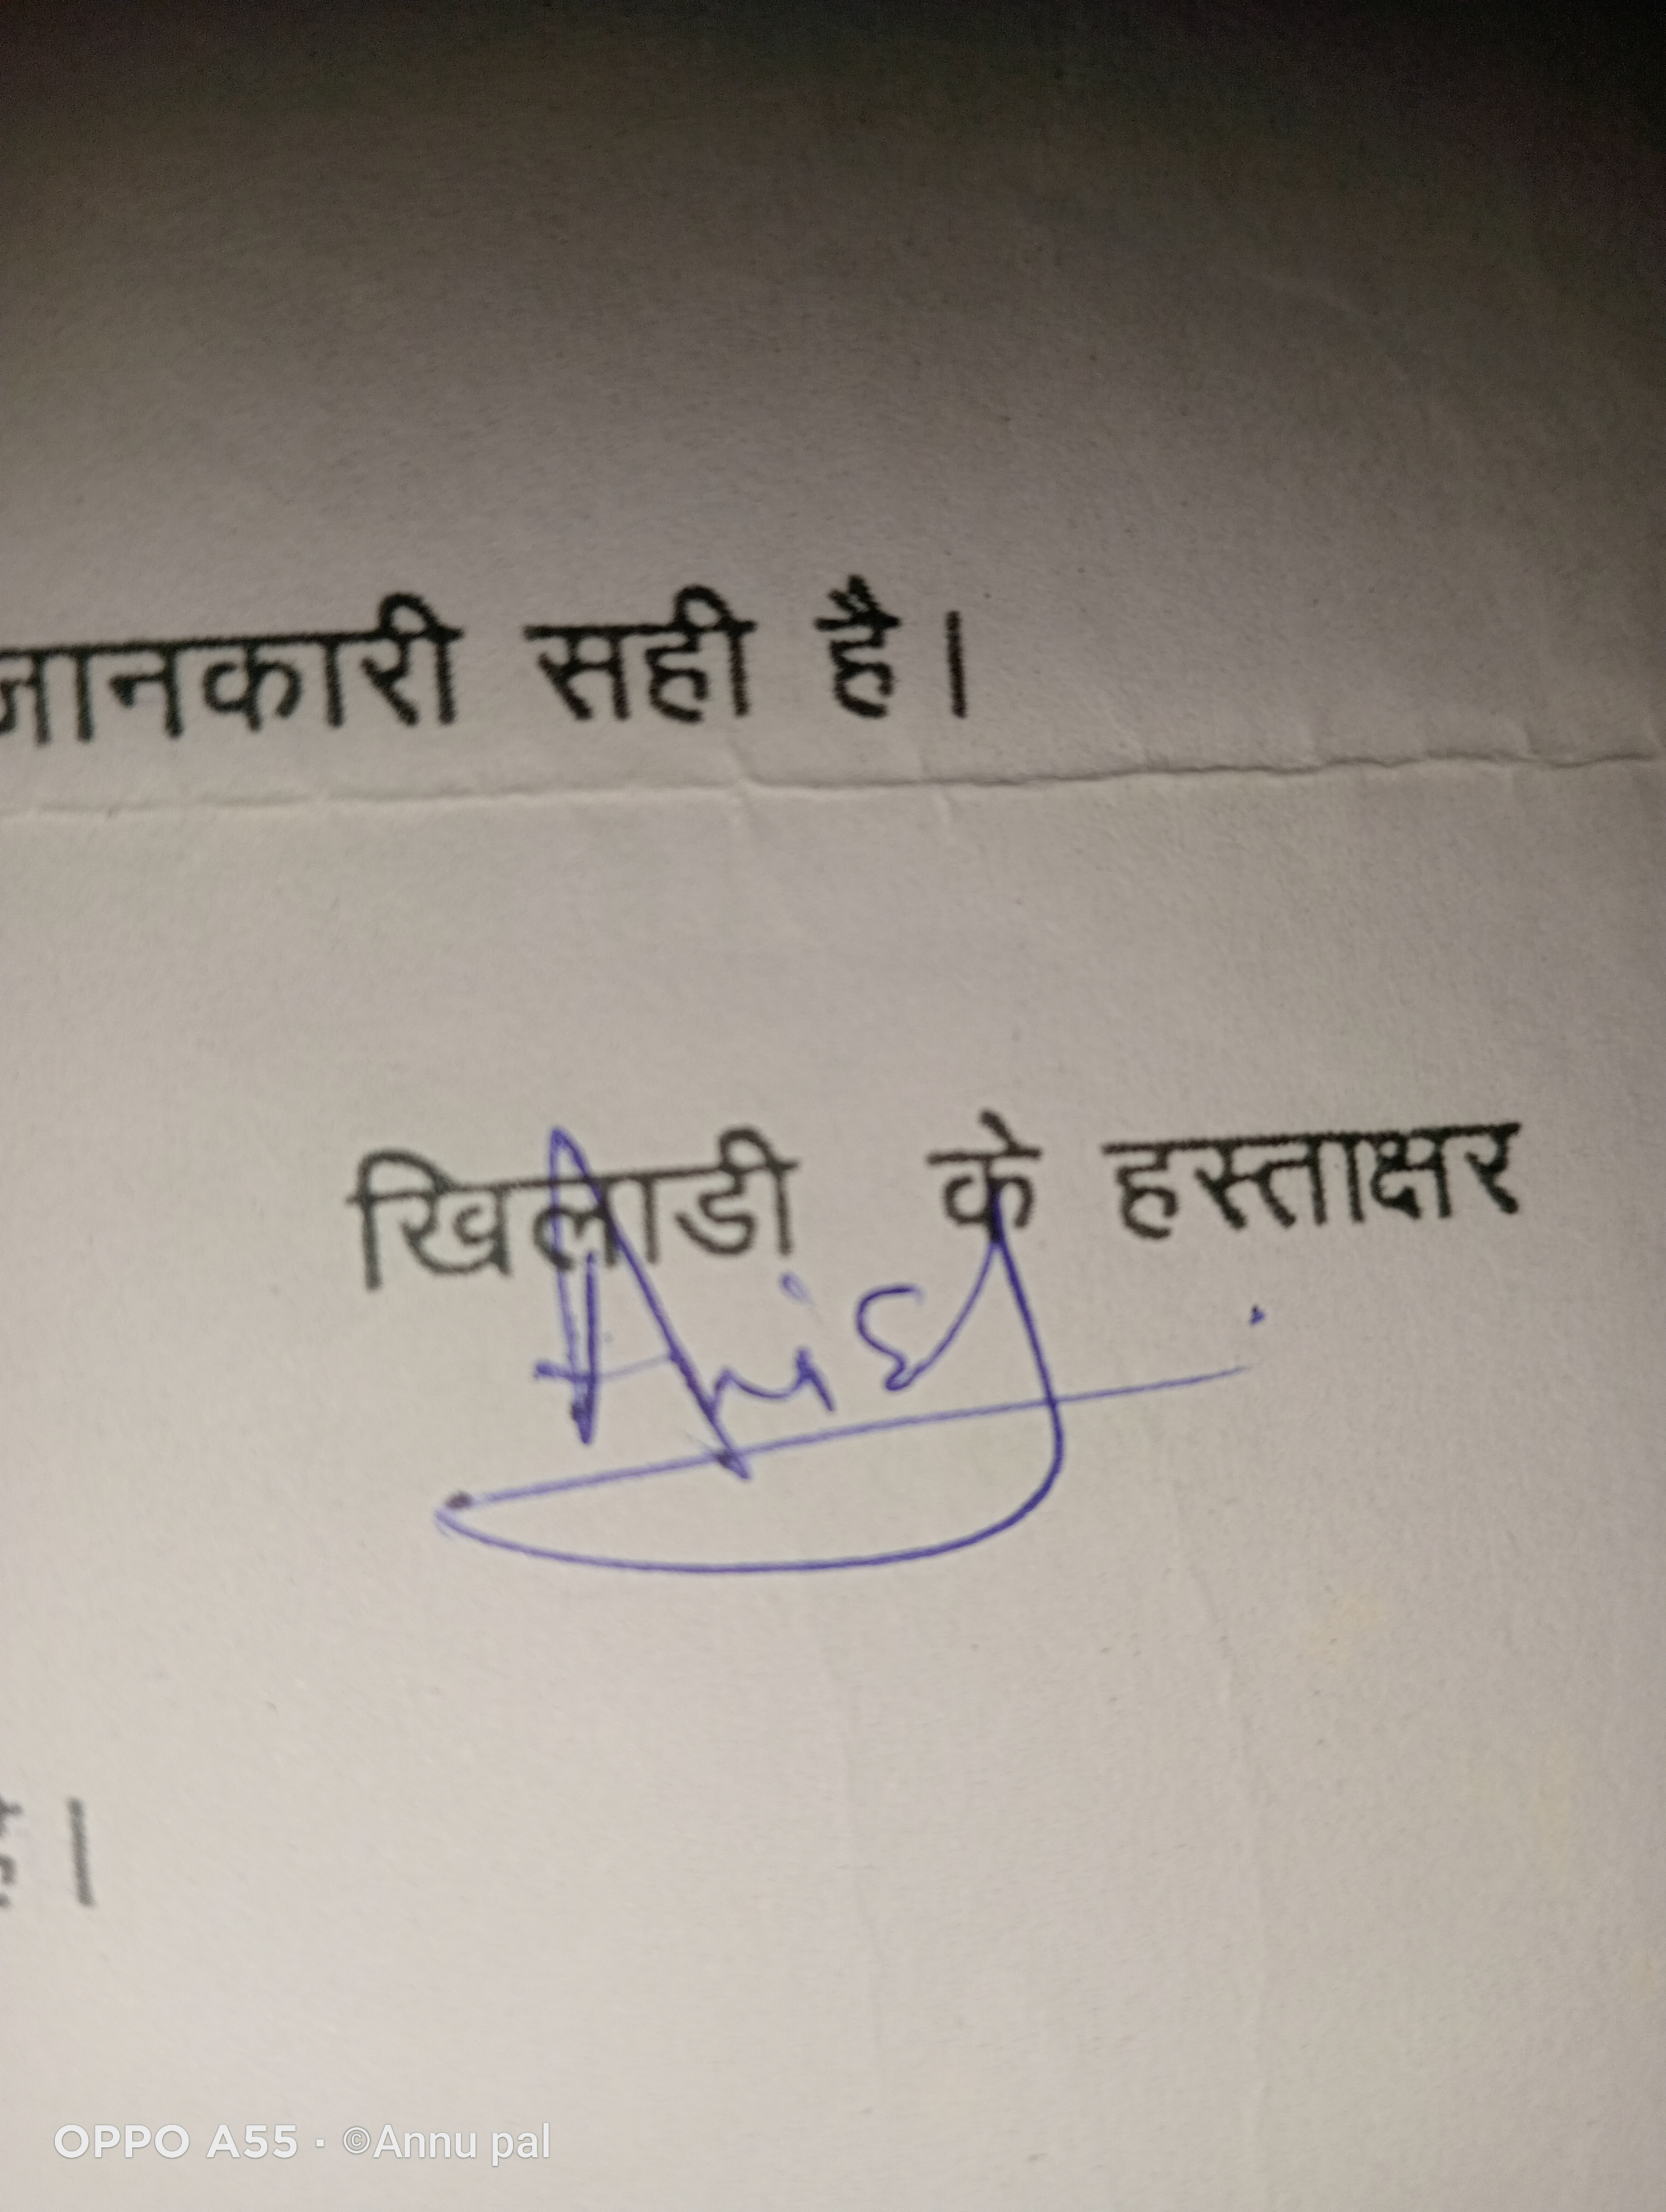 जानकारी सही है।
खिलाडी के हस्ताक्षर
है।
OPPO A55 · ©Annu pal